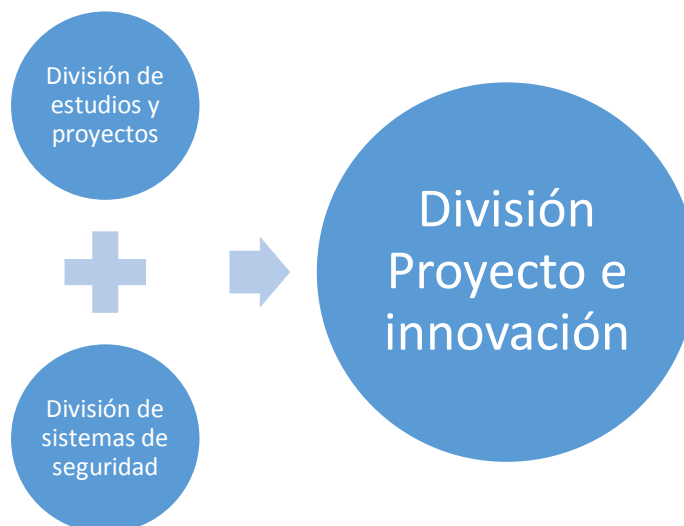 División de
estudios y
proyectos
División de
sistemas de
seguridad
División
Proyecto e
innovación